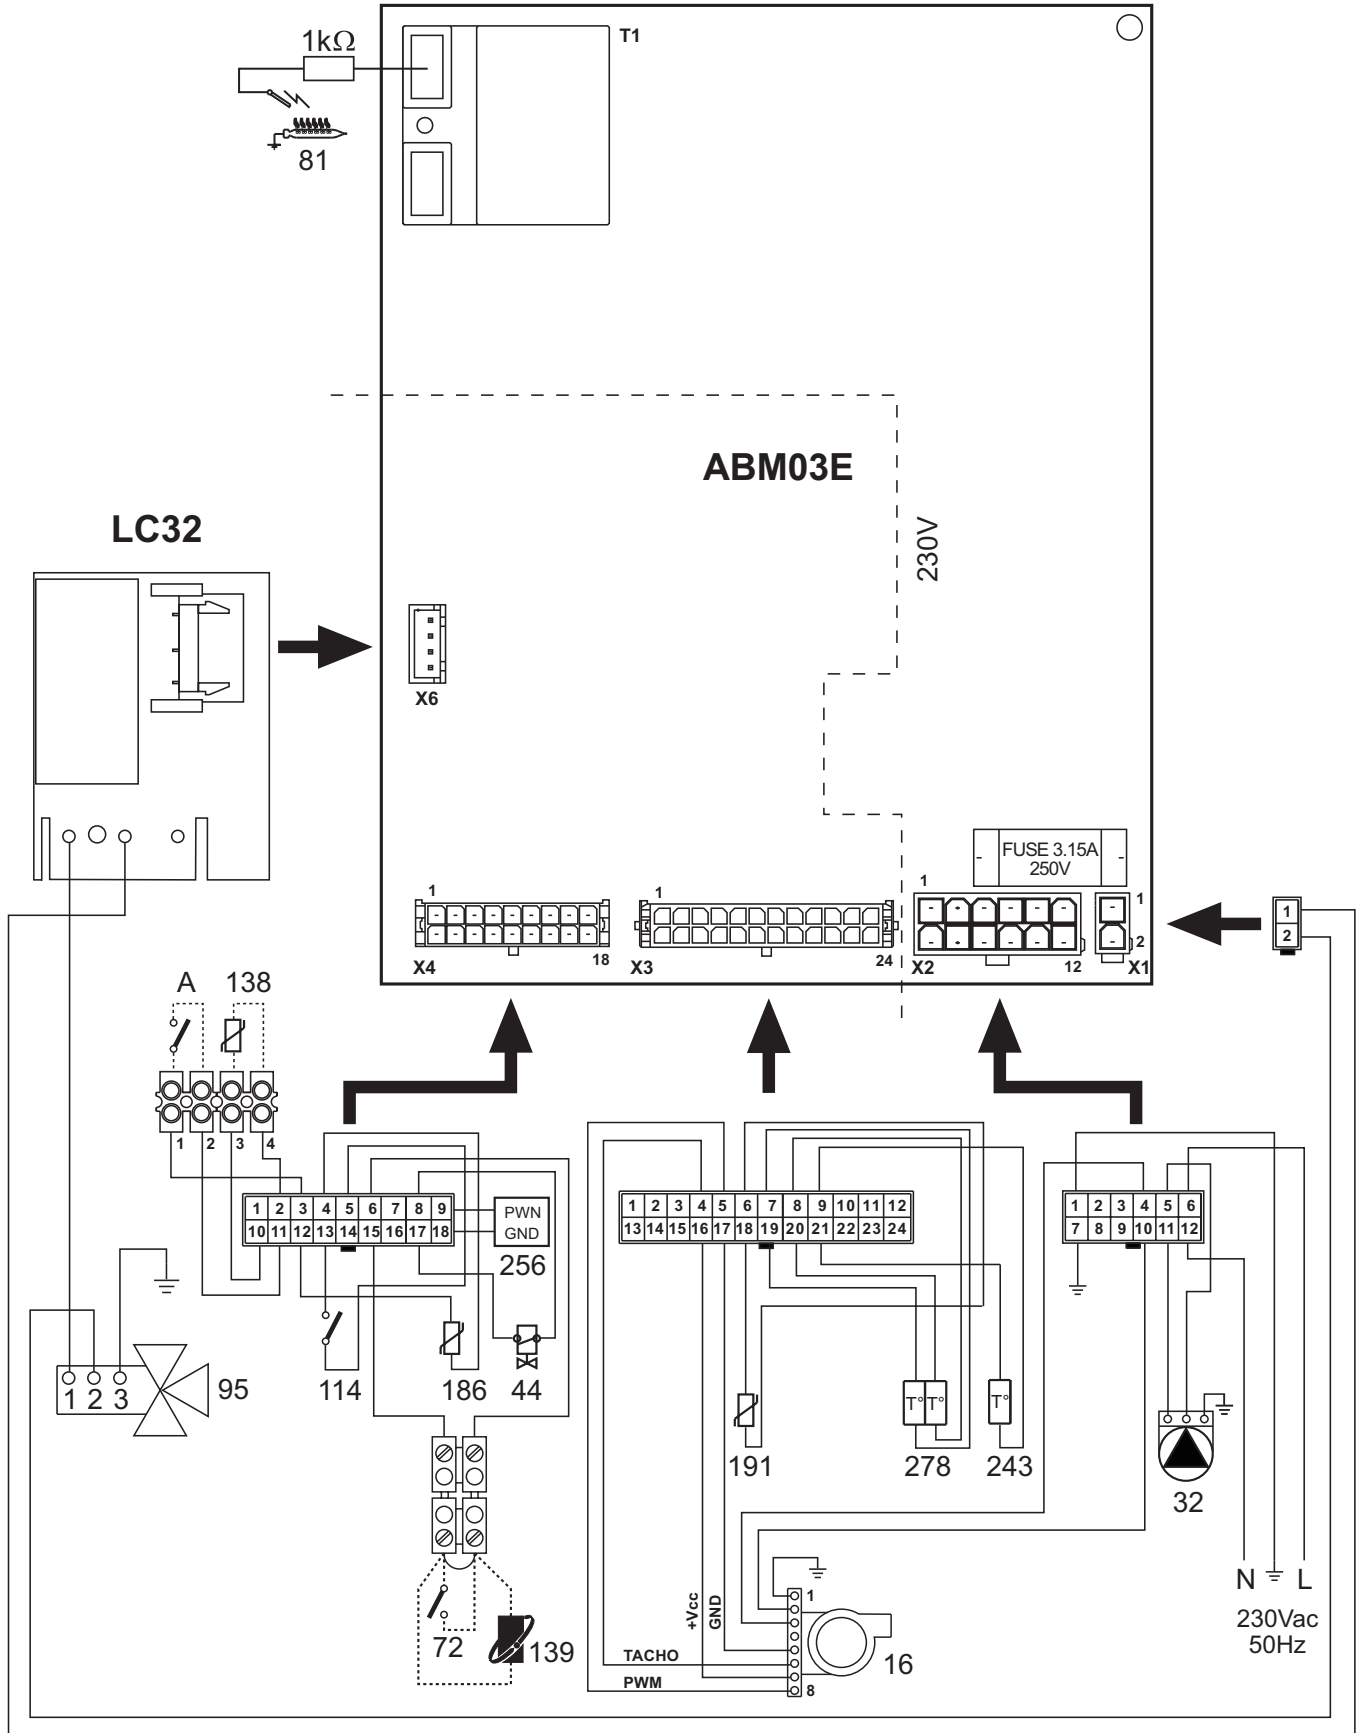 1kΩ
T1
81
ABM03E
230V
LC32
X6
FUSE 3.15A
250V
1
1
1
1
X4
18
X3
24
X2
12
2
X1
1
2
A
138
1
2
3
4
1 2 3 4 5 6 7 8 9
10 11 12 13 14 15 16 17 18
PWN
GND
256
1 2 3 4 5 6 7 8 9 10 11 12
13 14 15 16 17 18 19 20 21 22 23 24
1 2 3 4 5 6
7 8 9 10 11 12
1 2 3
95
114
186
44
T°
T°
T°
191
278
243
32
72
139
+Vcc
GND
TACHO
PWM
1
8
16
N
L
230Vac
50Hz